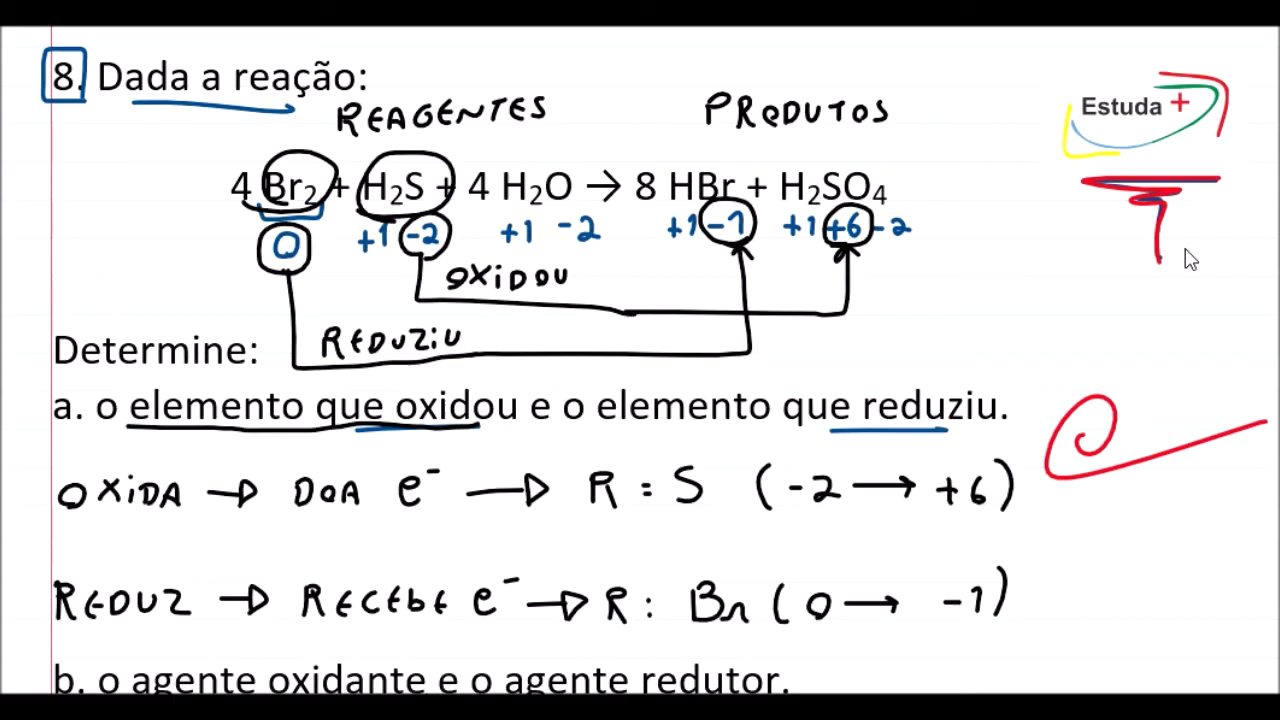 8. Dada a reação:
Estuda +
REAGENTES PRODUTOS
4 Br₂ + H₂S + 4 H₂O → 8 HBr + H₂SO₄
0 +1 -2 +1 -2 +1 -1 +1 +6 -2
OXIDOU
REDUZIU
Determine:
a. o elemento que oxidou e o elemento que reduziu.
OXIDA → DOA e⁻ → R = S (-2 → +6)
REDUZ → RECEBE e⁻ → R: Br (0 → -1)
b. o agente oxidante e o agente redutor.